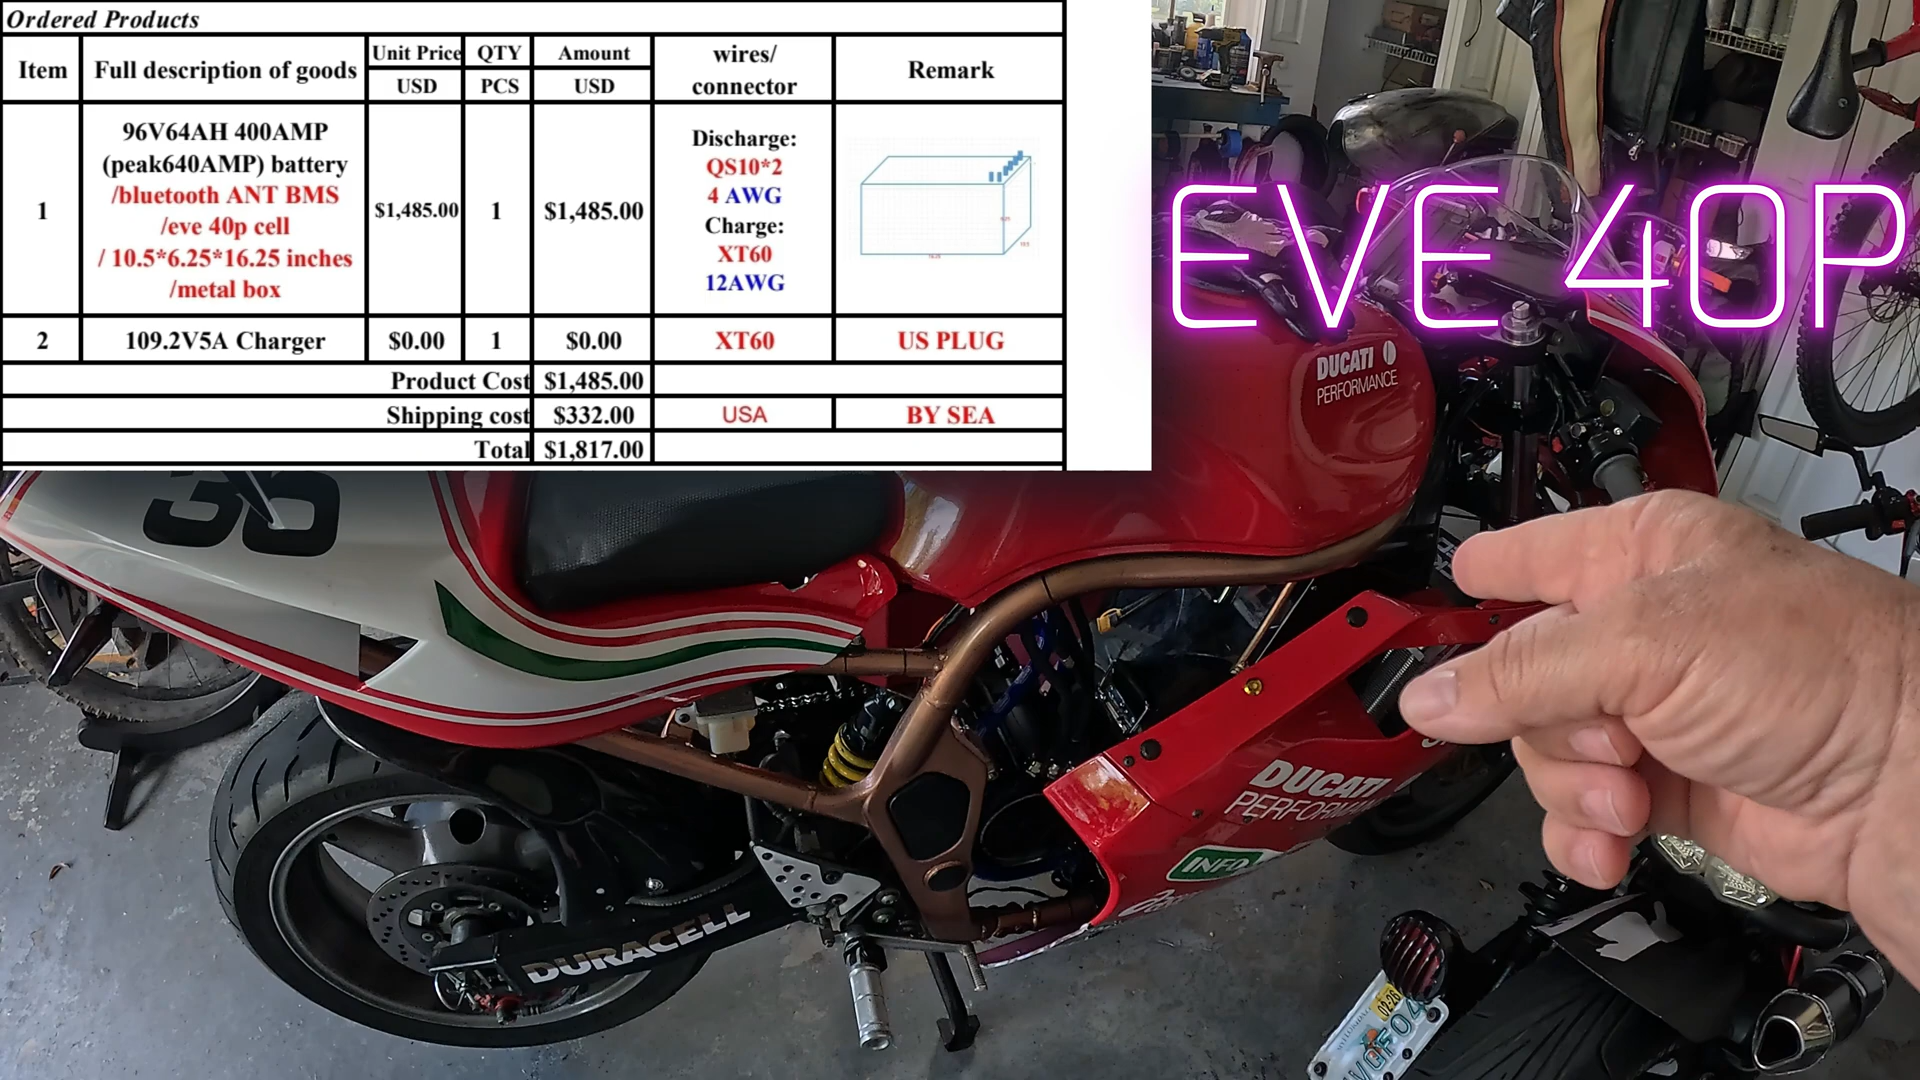 Ordered Products
Item
Full description of goods
Unit Price
USD
QTY
PCS
Amount
USD
wires/
connector
Remark
1
96V64AH 400AMP
(peak640AMP) battery
/bluetooth ANT BMS
/eve 40p cell
/ 10.5*6.25*16.25 inches
/metal box
$1,485.00
1
$1,485.00
Discharge:
QS10*2
4 AWG
Charge:
XT60
12AWG
2
109.2V5A Charger
$0.00
1
$0.00
XT60
US PLUG
Product Cost
$1,485.00
Shipping cost
$332.00
USA
BY SEA
Total
$1,817.00
EVE 40P
DUCATI
PERFORMANCE
36
DUCATI
PERFORMA
INFO
DURACELL
02-26